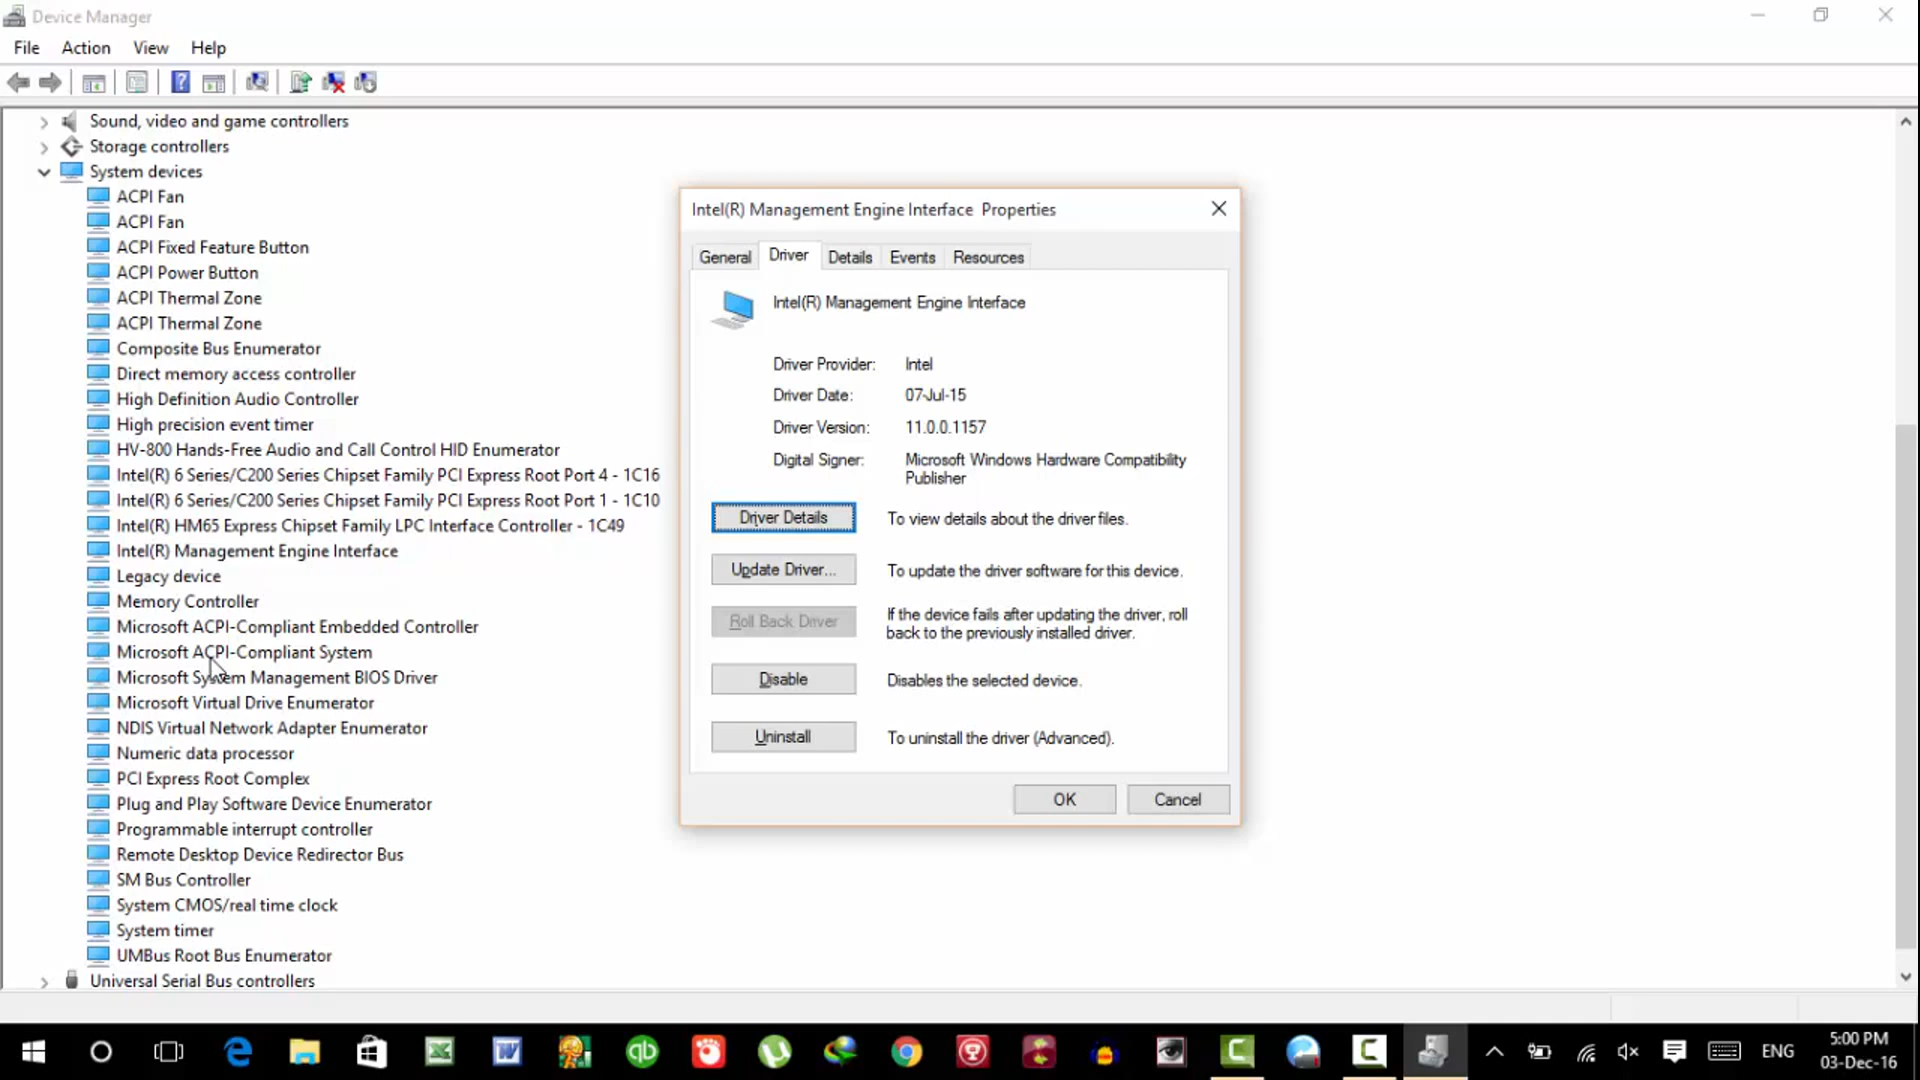 Device Manager
File Action View Help
Sound, video and game controllers
Storage controllers
System devices
ACPI Fan
ACPI Fan
ACPI Fixed Feature Button
ACPI Power Button
ACPI Thermal Zone
ACPI Thermal Zone
Composite Bus Enumerator
Direct memory access controller
High Definition Audio Controller
High precision event timer
HV-800 Hands-Free Audio and Call Control HID Enumerator
Intel(R) 6 Series/C200 Series Chipset Family PCI Express Root Port 4 - 1C16
Intel(R) 6 Series/C200 Series Chipset Family PCI Express Root Port 1 - 1C10
Intel(R) HM65 Express Chipset Family LPC Interface Controller - 1C49
Intel(R) Management Engine Interface
Legacy device
Memory Controller
Microsoft ACPI-Compliant Embedded Controller
Microsoft ACPI-Compliant System
Microsoft System Management BIOS Driver
Microsoft Virtual Drive Enumerator
NDIS Virtual Network Adapter Enumerator
Numeric data processor
PCI Express Root Complex
Plug and Play Software Device Enumerator
Programmable interrupt controller
Remote Desktop Device Redirector Bus
SM Bus Controller
System CMOS/real time clock
System timer
UMBus Root Bus Enumerator
Universal Serial Bus controllers
Intel(R) Management Engine Interface Properties
General Driver Details Events Resources
Intel(R) Management Engine Interface
Driver Provider: Intel
Driver Date: 07-Jul-15
Driver Version: 11.0.0.1157
Digital Signer: Microsoft Windows Hardware Compatibility
Publisher
Driver Details To view details about the driver files.
Update Driver... To update the driver software for this device.
Roll Back Driver If the device fails after updating the driver, roll
back to the previously installed driver.
Disable Disables the selected device.
Uninstall To uninstall the driver (Advanced).
OK Cancel
qb
ENG
5:00 PM
03-Dec-16